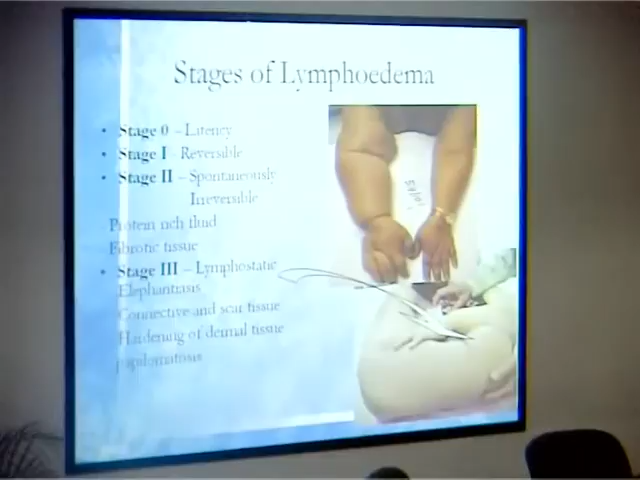 Stages of Lymphoedema
• Stage 0 – Latency
• Stage I - Reversible
• Stage II – Spontaneously
Irreversible
Protein rich fluid
Fibrotic tissue
• Stage III – Lymphostatic
Elephantiasis
Connective and scar tissue
Hardening of dermal tissue
papilomatosis